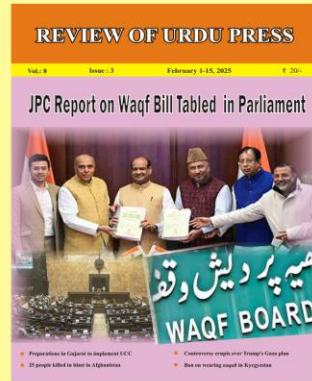 REVIEW OF URDU PRESS
Vol.: 8 Issue : 3 February 1-15, 2025 ₹ 20/-
JPC Report on Waqf Bill Tabled in Parliament
پردیش وقف
WAQF BOARD
Preparations in Gujarat to implement UCC
Controversy erupts over Trump's Gaza plan
25 people killed in blast in Afghanistan
Ban on wearing naqab in Kyrgyzstan